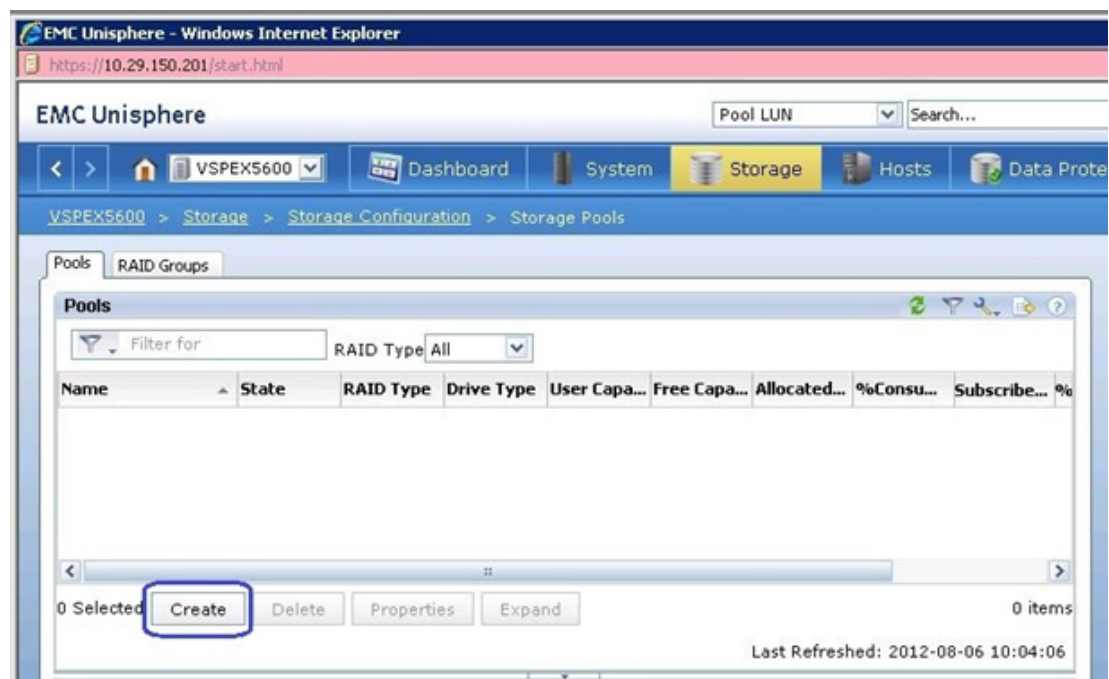 EMC Unisphere - Windows Internet Explorer
https://10.29.150.201/start.html
EMC Unisphere
Pool LUN
Search...
VSPEX5600
Dashboard
System
Storage
Hosts
Data Prote
VSPEX5600 > Storage > Storage Configuration > Storage Pools
Pools
RAID Groups
Pools
Filter for
RAID Type All
Name State RAID Type Drive Type User Capa... Free Capa... Allocated... %Consu... Subscribe... %
0 Selected Create Delete Properties Expand 0 items
Last Refreshed: 2012-08-06 10:04:06